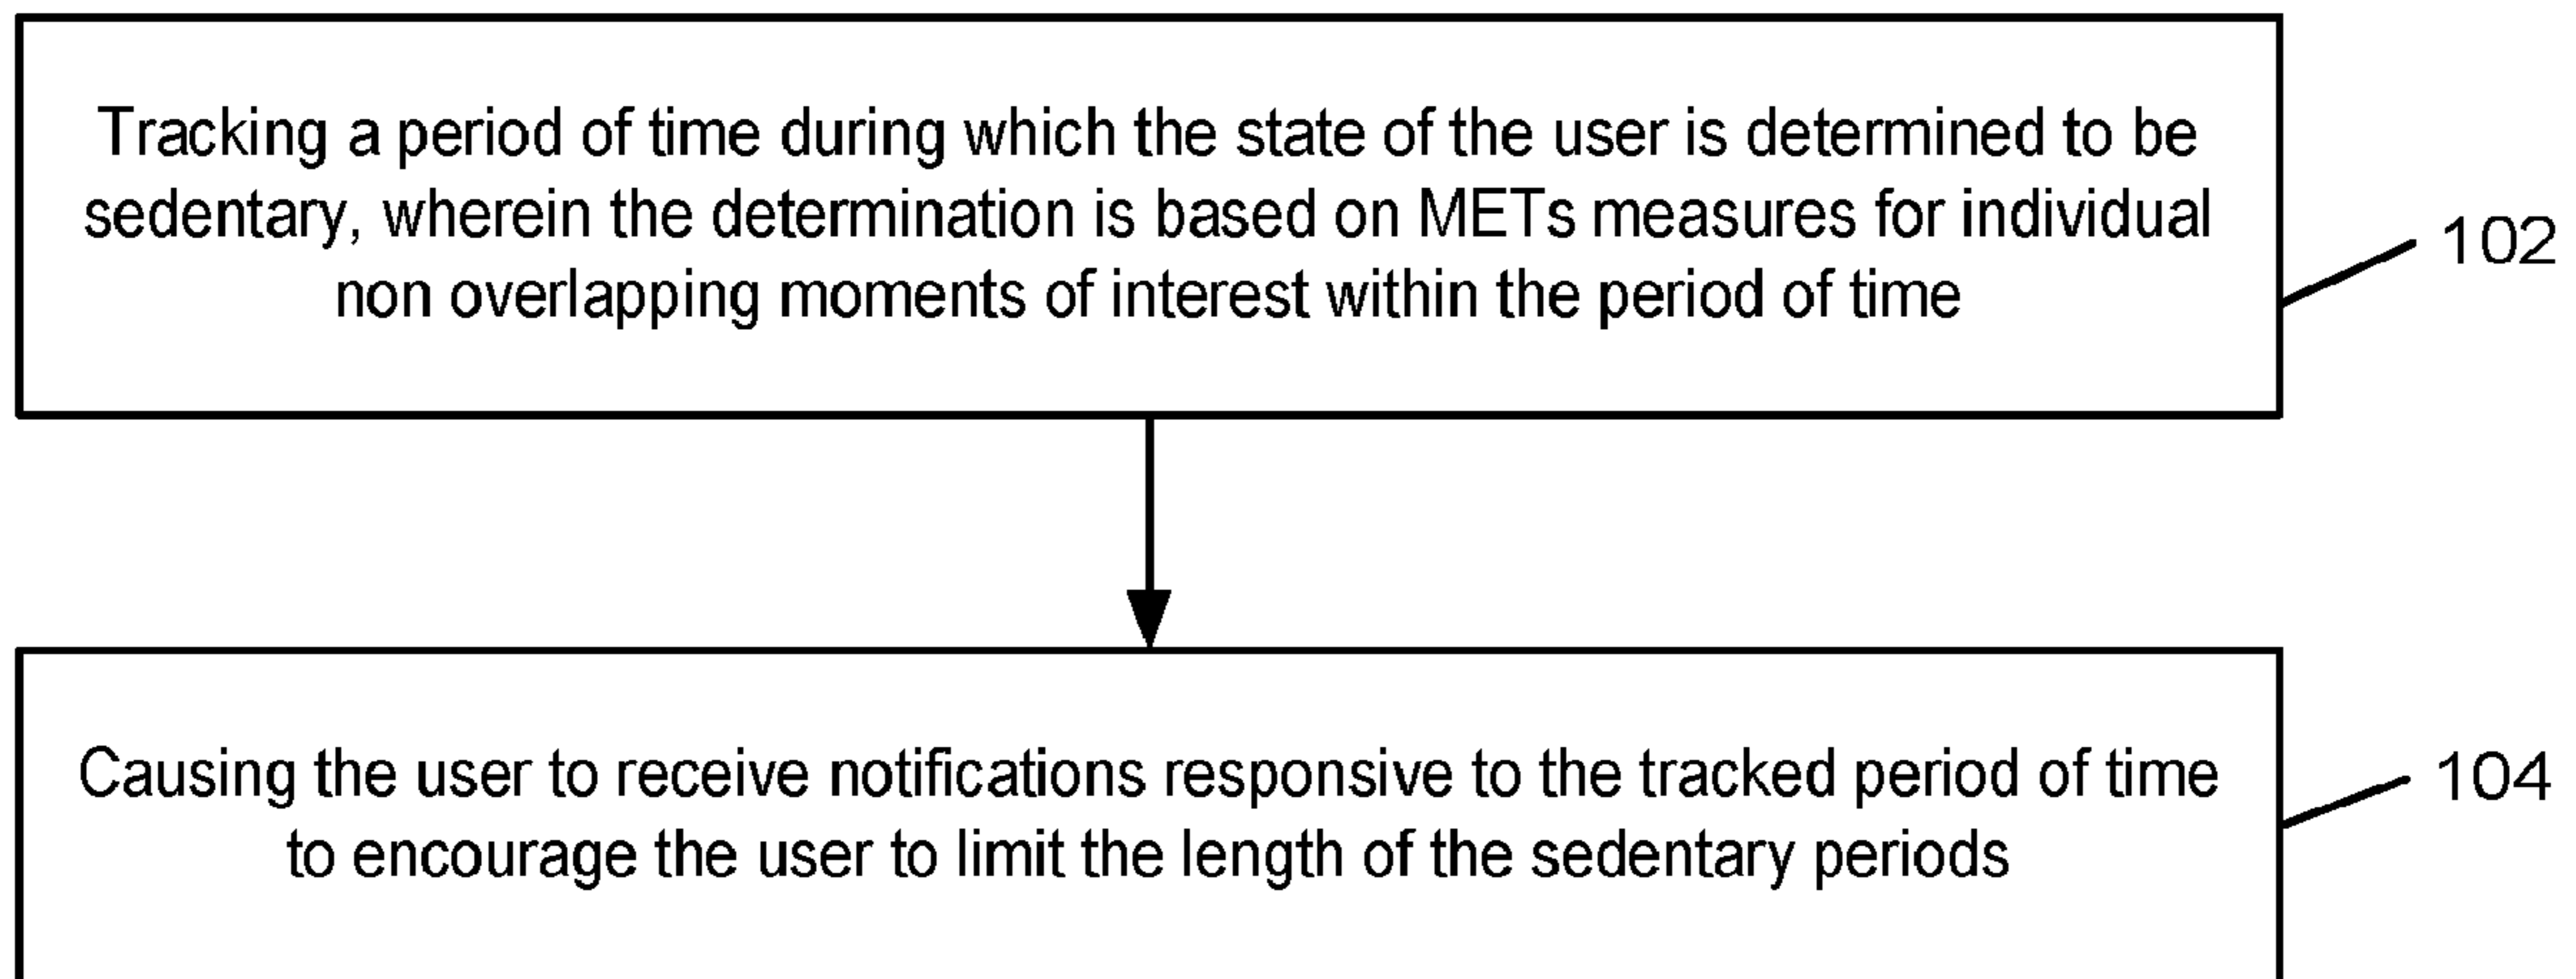 Tracking a period of time during which the state of the user is determined to be
sedentary, wherein the determination is based on METs measures for individual
non overlapping moments of interest within the period of time
102
Causing the user to receive notifications responsive to the tracked period of time
to encourage the user to limit the length of the sedentary periods
104